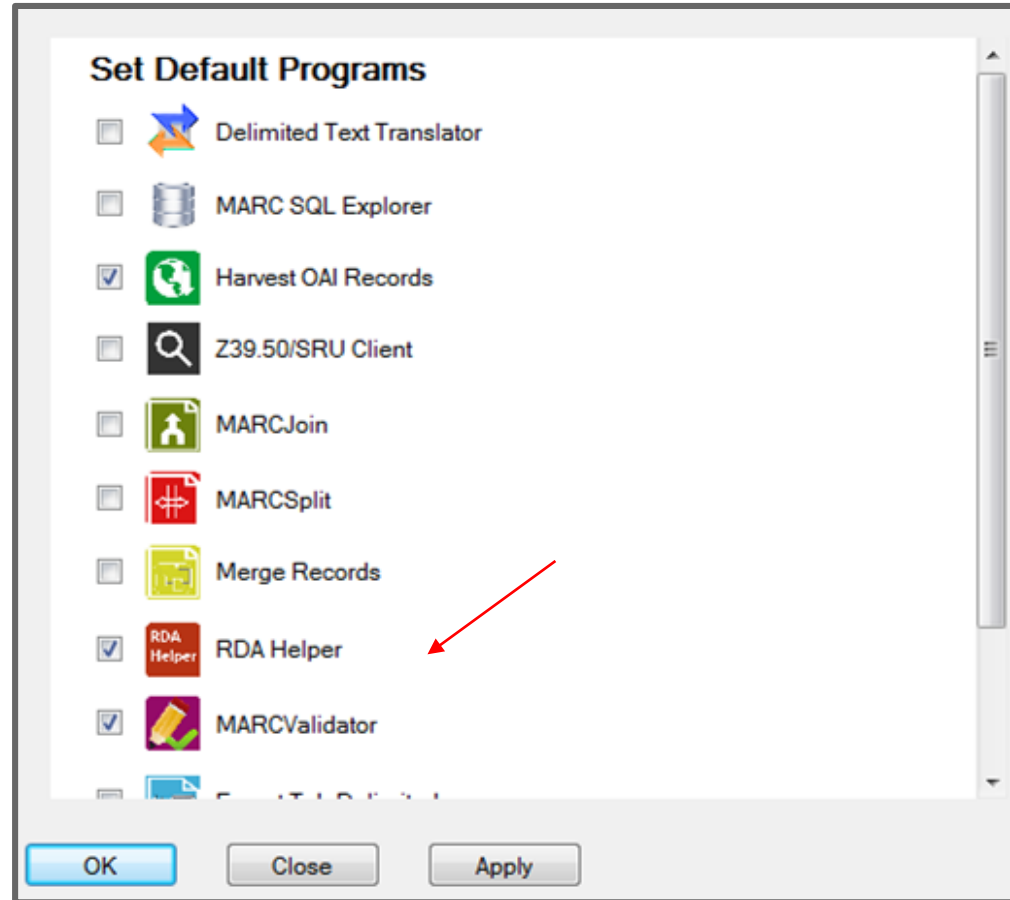 Set Default Programs
Delimited Text Translator
MARC SQL Explorer
Harvest OAI Records
Z39.50/SRU Client
MARCJoin
MARCSplit
Merge Records
RDA
Helper
RDA Helper
MARCValidator
OK Close Apply